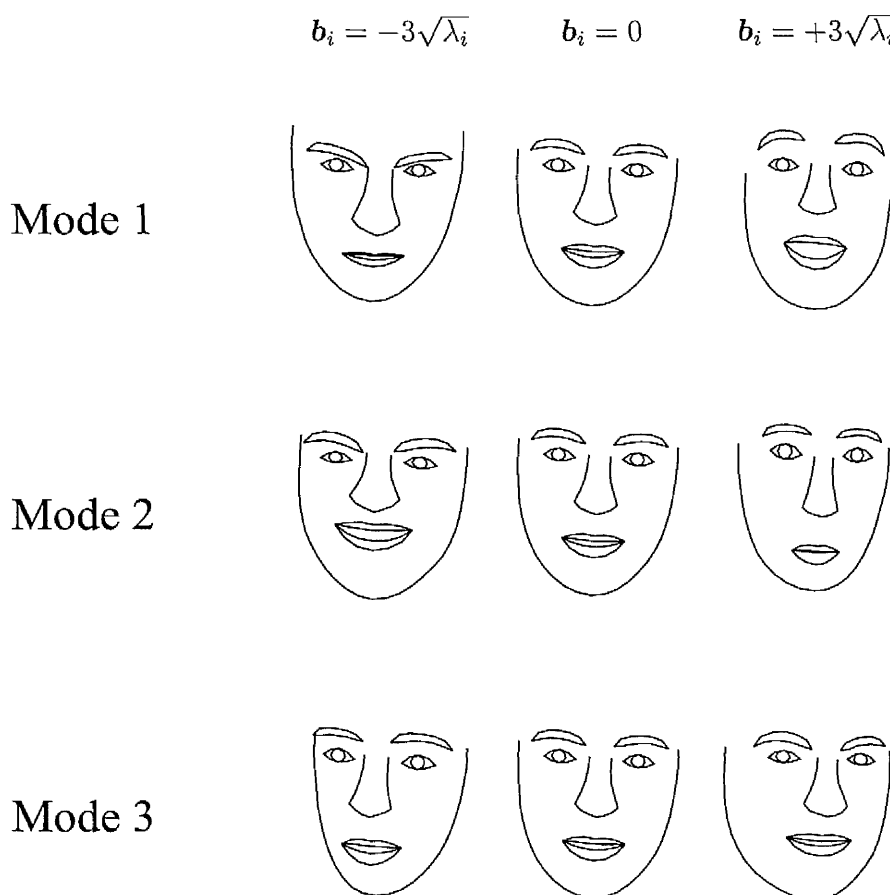 b_i = −3√λ_i b_i = 0 b_i = +3√λ_i
Mode 1
Mode 2
Mode 3